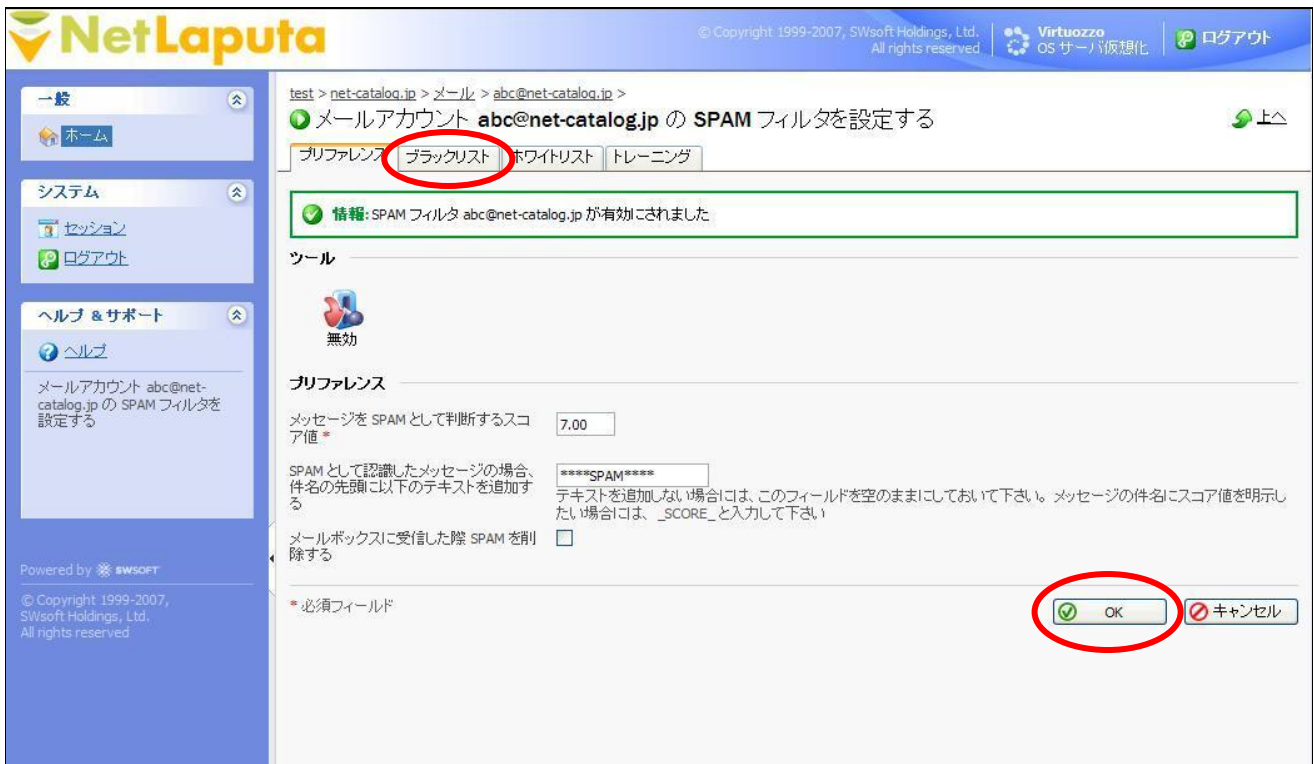 NetLaputa
© Copyright 1999-2007, SWsoft Holdings, Ltd.
All rights reserved
Virtuozzo
OS サーバ仮想化
ログアウト
一般
ホーム
システム
セッション
ログアウト
ヘルプ & サポート
ヘルプ
メールアカウント abc@net-
catalog.jp の SPAM フィルタを
設定する
Powered by SWSOFT
© Copyright 1999-2007,
SWsoft Holdings, Ltd.
All rights reserved
test > net-catalog.jp > メール > abc@net-catalog.jp >
メールアカウント abc@net-catalog.jp の SPAM フィルタを設定する
上へ
プリファレンス ブラックリスト ホワイトリスト トレーニング
情報: SPAM フィルタ abc@net-catalog.jp が有効にされました
ツール
無効
プリファレンス
メッセージを SPAM として判断するスコ
ア値 *
7.00
SPAM として認識したメッセージの場合、
件名の先頭に以下のテキストを追加す
る
****SPAM****
テキストを追加しない場合には、このフィールドを空のままにしておいて下さい。メッセージの件名にスコア値を明示し
たい場合には、_SCORE_と入力して下さい
メールボックスに受信した際 SPAM を削
除する
* 必須フィールド
OK
キャンセル